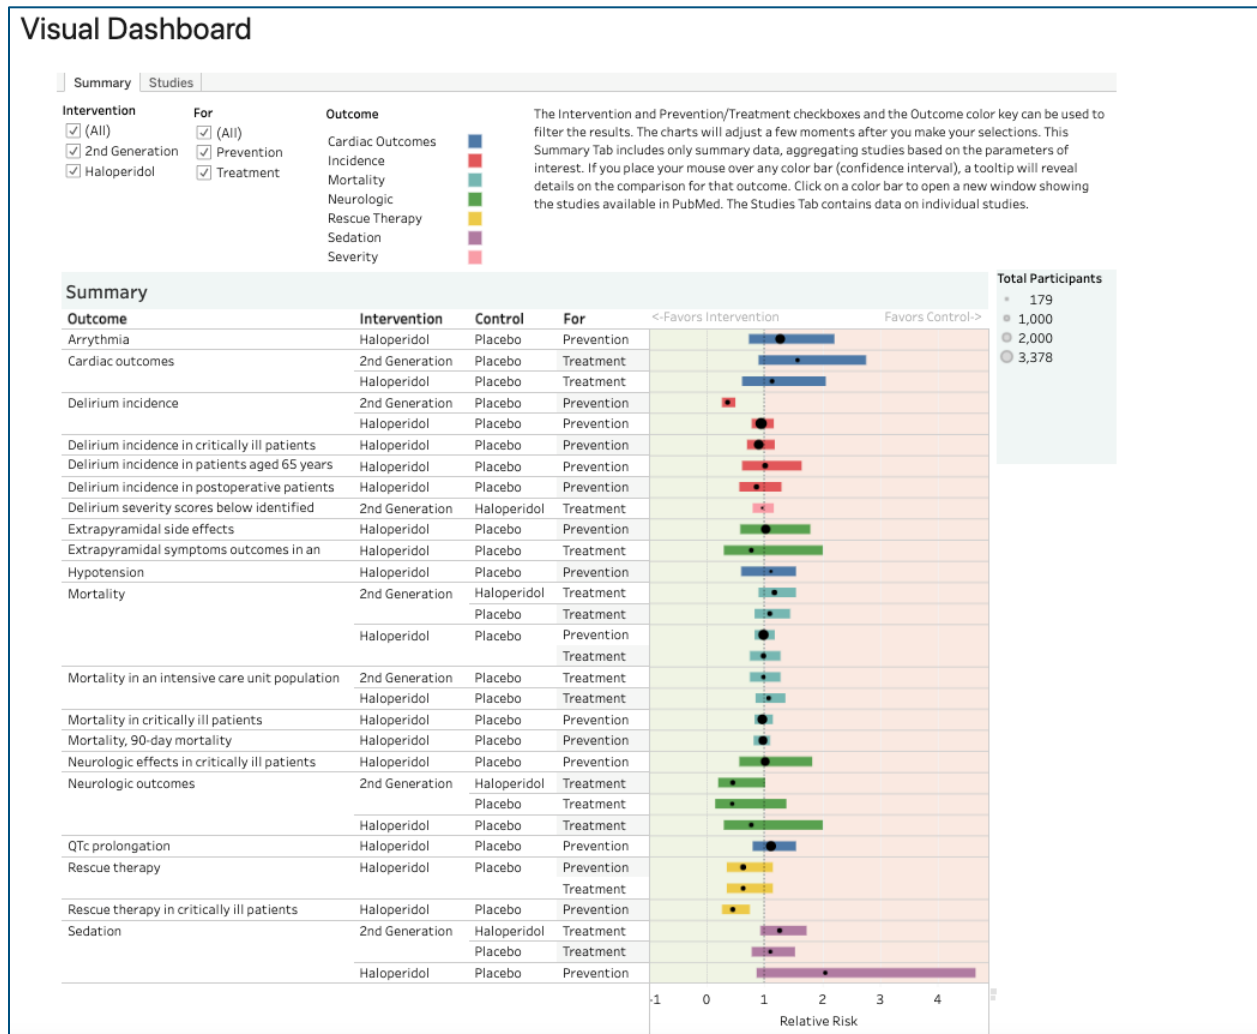 Visual Dashboard
Summary Studies
Intervention
(All)
2nd Generation
Haloperidol
For
(All)
Prevention
Treatment
Outcome
Cardiac Outcomes
Incidence
Mortality
Neurologic
Rescue Therapy
Sedation
Severity
The Intervention and Prevention/Treatment checkboxes and the Outcome color key can be used to
filter the results. The charts will adjust a few moments after you make your selections. This
Summary Tab includes only summary data, aggregating studies based on the parameters of
interest. If you place your mouse over any color bar (confidence interval), a tooltip will reveal
details on the comparison for that outcome. Click on a color bar to open a new window showing
the studies available in PubMed. The Studies Tab contains data on individual studies.
Total Participants
179
1,000
2,000
3,378
Summary
Outcome Intervention Control For <-Favors Intervention Favors Control->
Arrythmia Haloperidol Placebo Prevention
Cardiac outcomes 2nd Generation Placebo Treatment
Haloperidol Placebo Treatment
Delirium incidence 2nd Generation Placebo Prevention
Haloperidol Placebo Prevention
Delirium incidence in critically ill patients Haloperidol Placebo Prevention
Delirium incidence in patients aged 65 years Haloperidol Placebo Prevention
Delirium incidence in postoperative patients Haloperidol Placebo Prevention
Delirium severity scores below identified 2nd Generation Haloperidol Treatment
Extrapyramidal side effects Haloperidol Placebo Prevention
Extrapyramidal symptoms outcomes in an Haloperidol Placebo Treatment
Hypotension Haloperidol Placebo Prevention
Mortality 2nd Generation Haloperidol Treatment
Placebo Treatment
Haloperidol Placebo Prevention
Treatment
Mortality in an intensive care unit population 2nd Generation Placebo Treatment
Haloperidol Placebo Treatment
Mortality in critically ill patients Haloperidol Placebo Prevention
Mortality, 90-day mortality Haloperidol Placebo Prevention
Neurologic effects in critically ill patients Haloperidol Placebo Prevention
Neurologic outcomes 2nd Generation Haloperidol Treatment
Placebo Treatment
Haloperidol Placebo Treatment
QTc prolongation Haloperidol Placebo Prevention
Rescue therapy Haloperidol Placebo Prevention
Treatment
Rescue therapy in critically ill patients Haloperidol Placebo Prevention
Sedation 2nd Generation Haloperidol Treatment
Placebo Treatment
Haloperidol Placebo Prevention
-1 0 1 2 3 4
Relative Risk